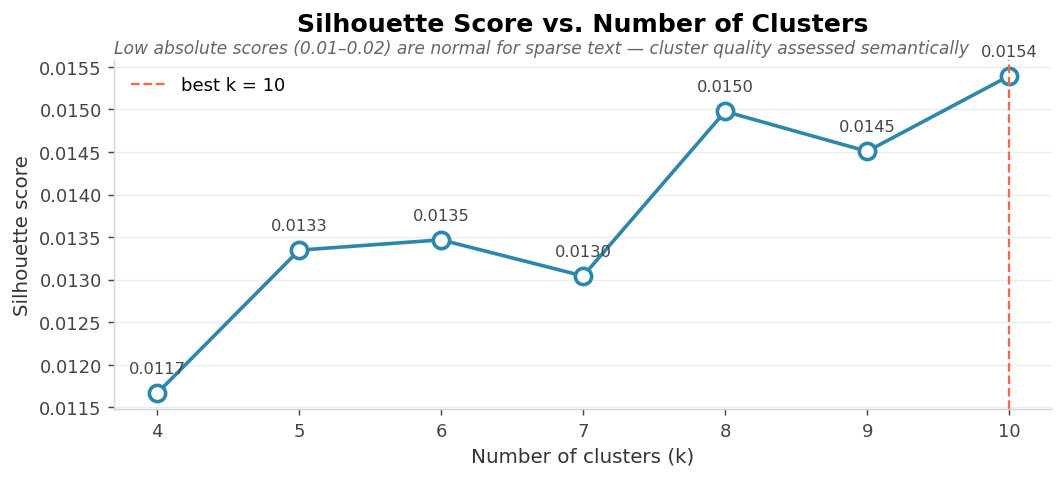 Silhouette Score vs. Number of Clusters
Low absolute scores (0.01–0.02) are normal for sparse text — cluster quality assessed semantically
0.0154
0.0155
best k = 10
0.0150
0.0150
0.0145
0.0145
0.0140
0.0135
0.0133
0.0135
0.0130
0.0130
0.0125
0.0120
0.0117
0.0115
Silhouette score
4 5 6 7 8 9 10
Number of clusters (k)